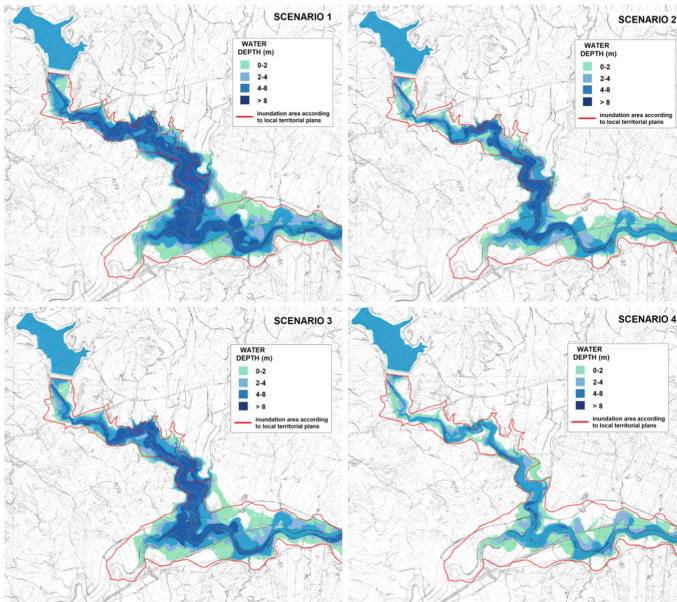 SCENARIO 1
WATER
DEPTH (m)
0-2
2-4
4-8
> 8
inundation area according
to local territorial plans
SCENARIO 2
WATER
DEPTH (m)
0-2
2-4
4-8
> 8
inundation area according
to local territorial plans
SCENARIO 3
WATER
DEPTH (m)
0-2
2-4
4-8
> 8
inundation area according
to local territorial plans
SCENARIO 4
WATER
DEPTH (m)
0-2
2-4
4-8
> 8
inundation area according
to local territorial plans